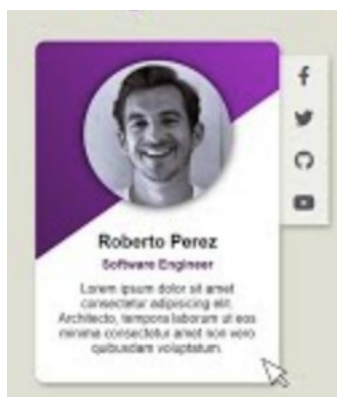 Roberto Perez
Software Engineer
Lorem ipsum dolor sit amet
consectetur adipiscing elit.
Architecto, tempora laborum ut eos
minima consectetur amet non vero
quibusdam voluptatum.